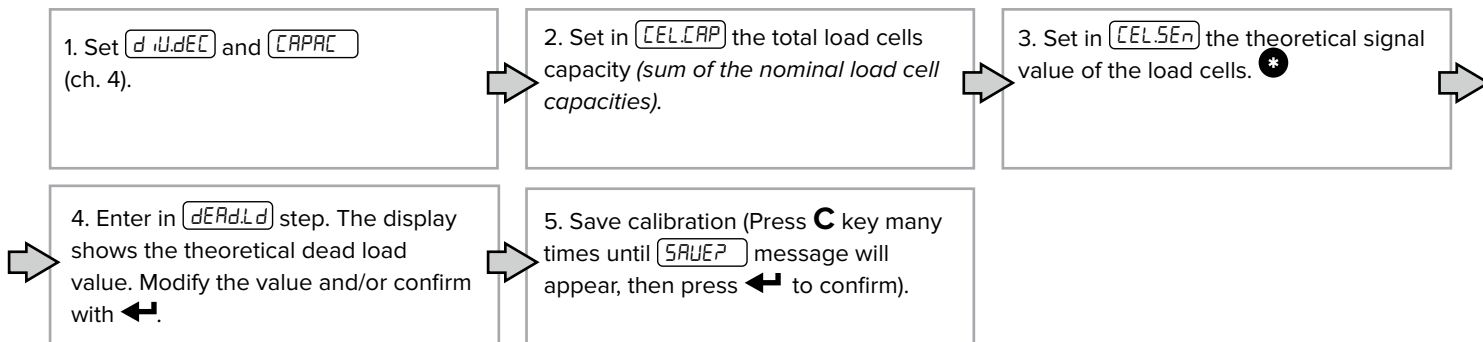 1. Set d iU.dEC and CAPAC
(ch. 4).
2. Set in CEL.CAP the total load cells
capacity (sum of the nominal load cell
capacities).
3. Set in CEL.SEn the theoretical signal
value of the load cells. *
4. Enter in dEAd.Ld step. The display
shows the theoretical dead load
value. Modify the value and/or confirm
with ↵.
5. Save calibration (Press C key many
times until SAVE? message will
appear, then press ↵ to confirm).